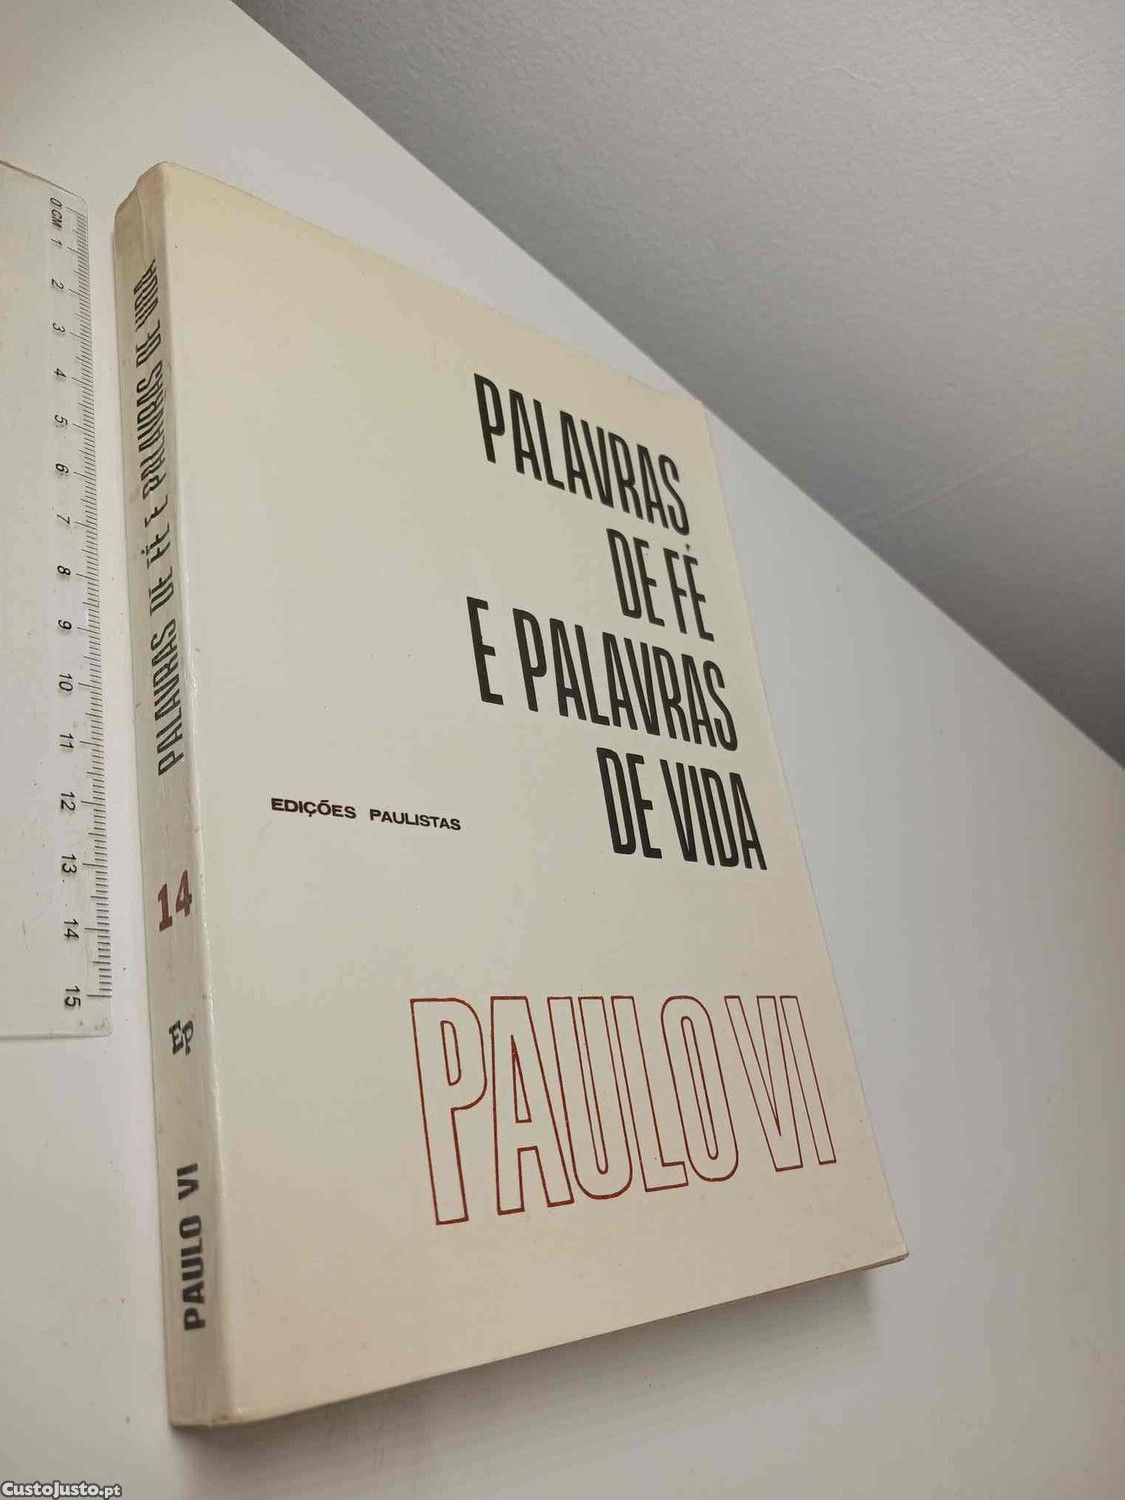 PALAVRAS
DE FÉ
E PALAVRAS
DE VIDA
EDIÇÕES PAULISTAS
PAULO VI
PALAVRAS DE FÉ E PALAVRAS DE VIDA
14
EP
PAULO VI
0 CM 1 2 3 4 5 6 7 8 9 10 11 12 13 14 15
CustoJusto.pt